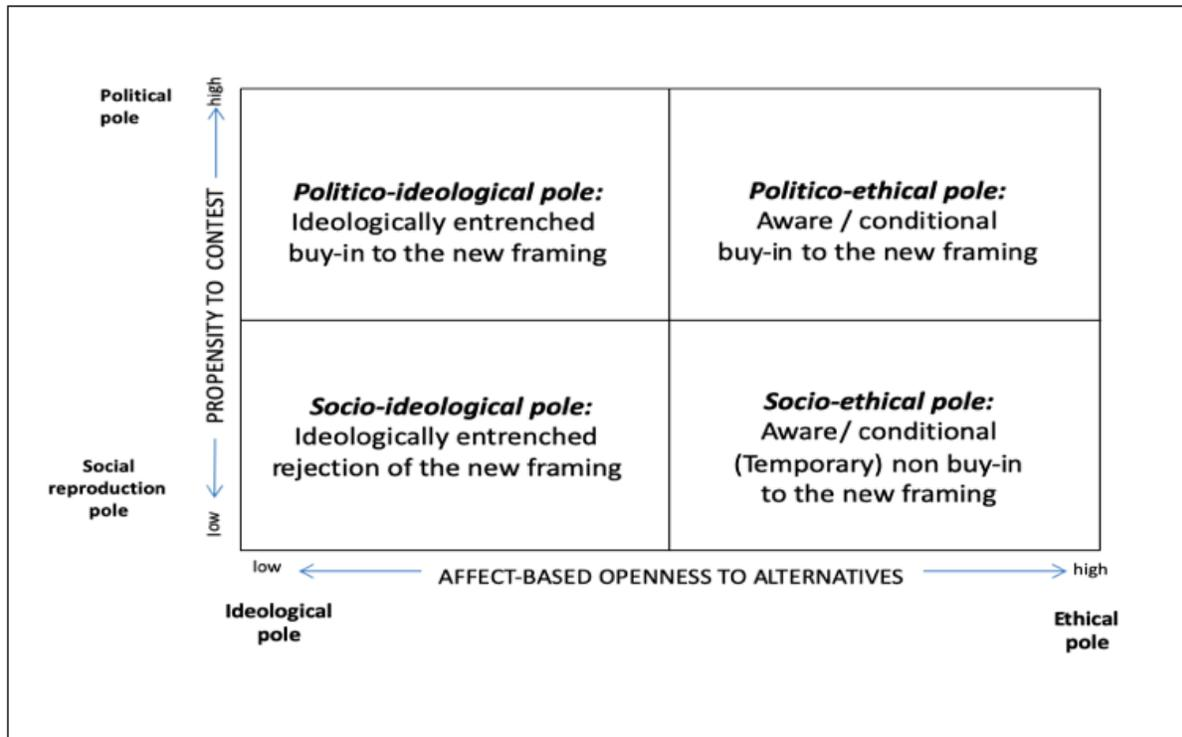 Political
pole
high
PROPENSITY TO CONTEST
low
Social
reproduction
pole
Politico-ideological pole:
Ideologically entrenched
buy-in to the new framing
Politico-ethical pole:
Aware / conditional
buy-in to the new framing
Socio-ideological pole:
Ideologically entrenched
rejection of the new framing
Socio-ethical pole:
Aware/ conditional
(Temporary) non buy-in
to the new framing
low
AFFECT-BASED OPENNESS TO ALTERNATIVES
high
Ideological
pole
Ethical
pole